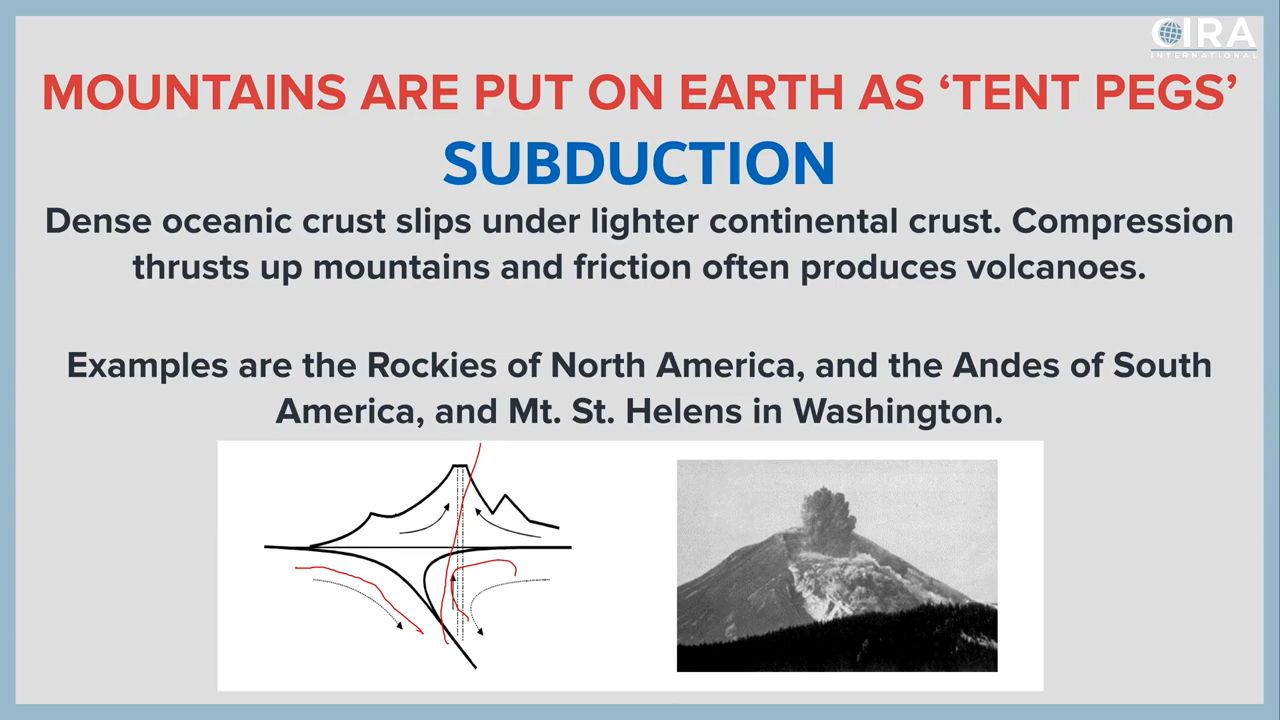 CIRA
INTERNATIONAL
MOUNTAINS ARE PUT ON EARTH AS ‘TENT PEGS’
SUBDUCTION
Dense oceanic crust slips under lighter continental crust. Compression
thrusts up mountains and friction often produces volcanoes.
Examples are the Rockies of North America, and the Andes of South
America, and Mt. St. Helens in Washington.